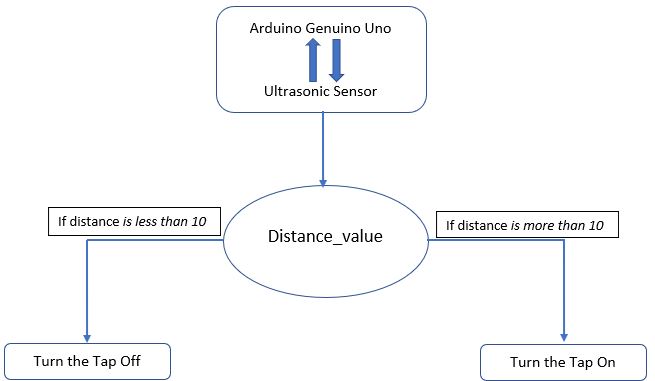 Arduino Genuino Uno
Ultrasonic Sensor
If distance is less than 10
If distance is more than 10
Distance_value
Turn the Tap Off
Turn the Tap On